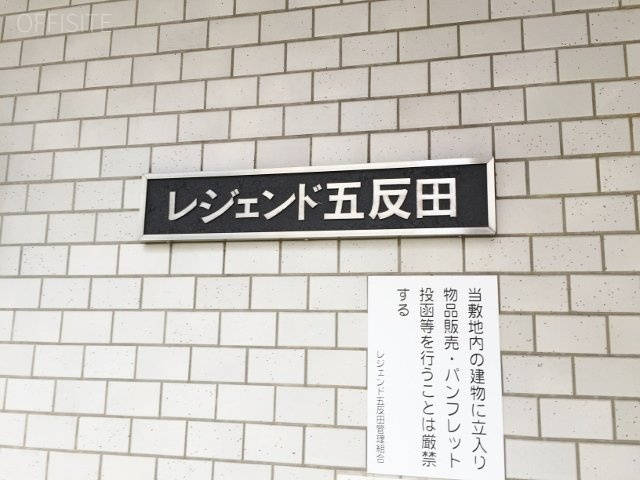 OFFISITE
レジェンド五反田
当敷地内の建物に立入り
物品販売・パンフレット
投函等を行うことは厳禁
する
レジェンド五反田管理組合